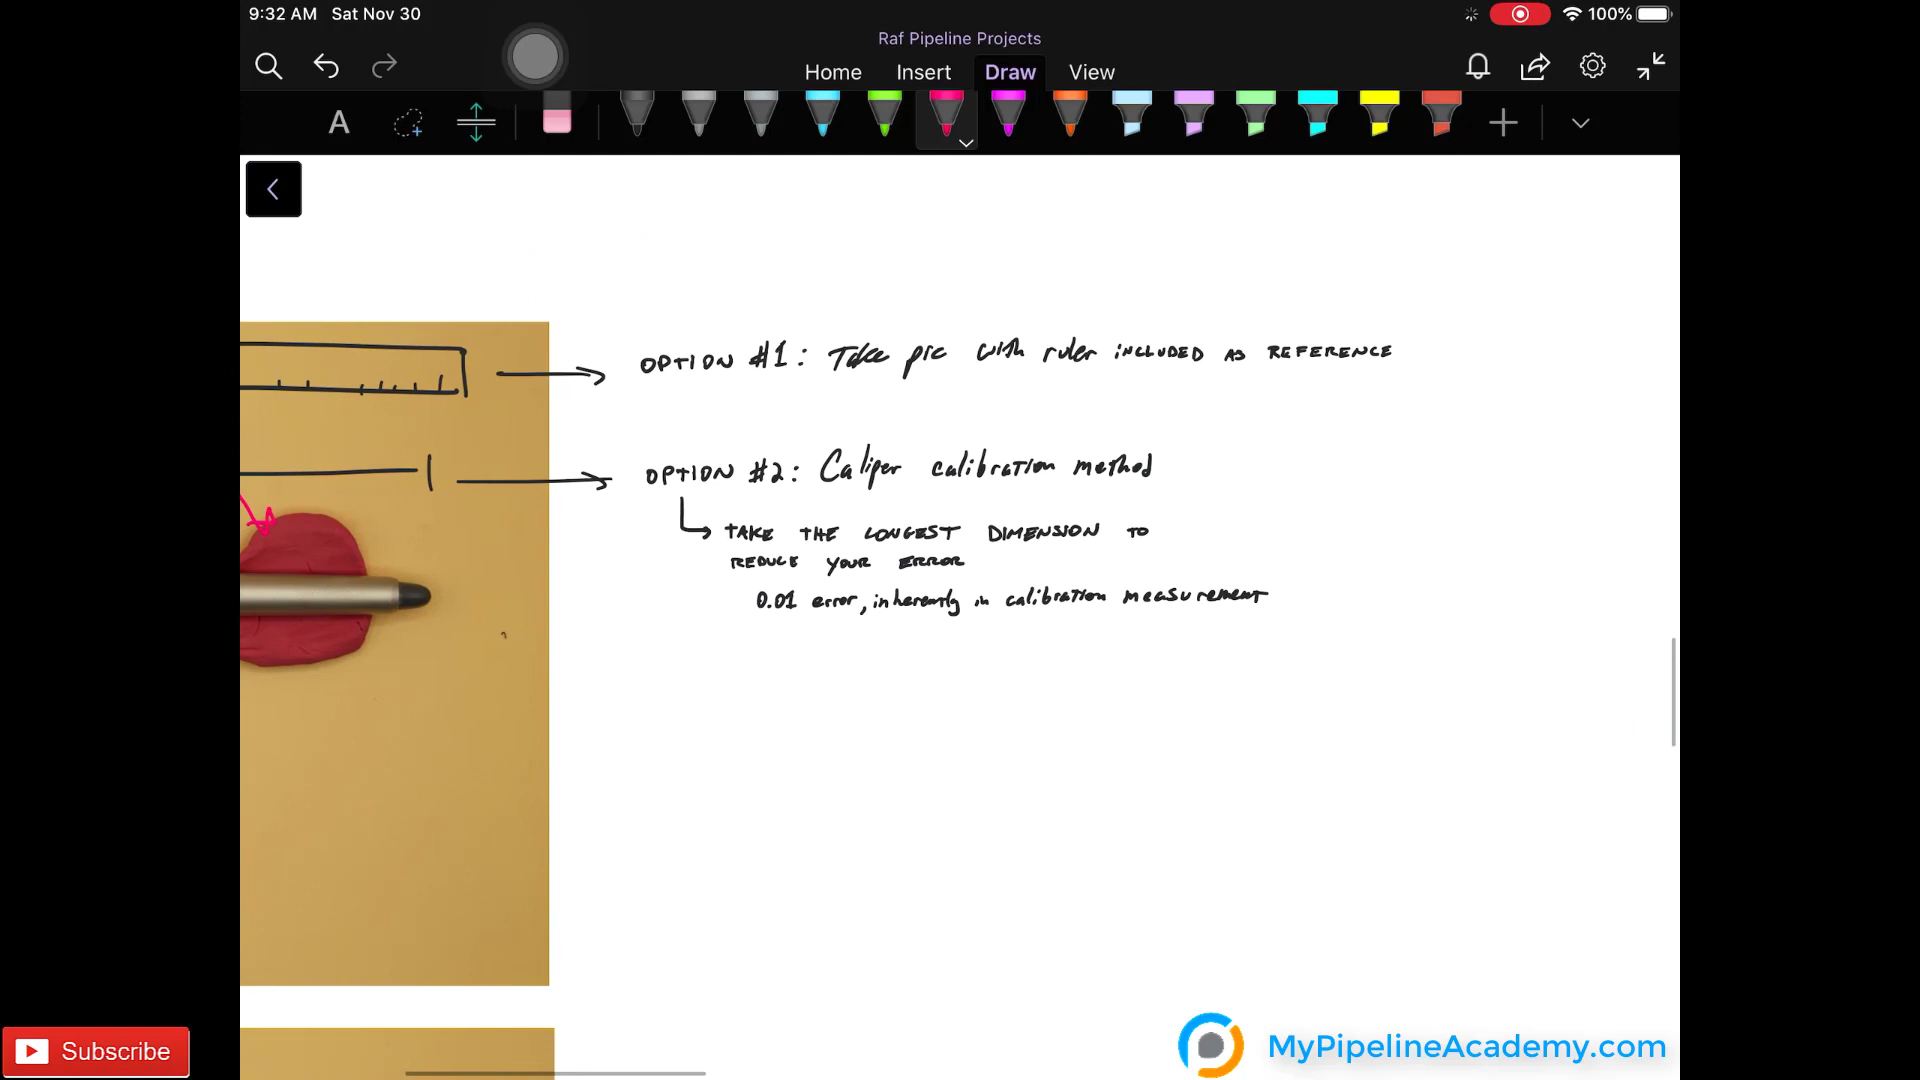 9:32 AM Sat Nov 30
100%
Raf Pipeline Projects
Home Insert Draw View
A
OPTION #1: Take pic with ruler INCLUDED AS REFERENCE
OPTION #2: Caliper calibration method
TAKE THE LONGEST DIMENSION TO
REDUCE YOUR ERROR
0.01 error, inherently in calibration measurement
Subscribe
MyPipelineAcademy.com